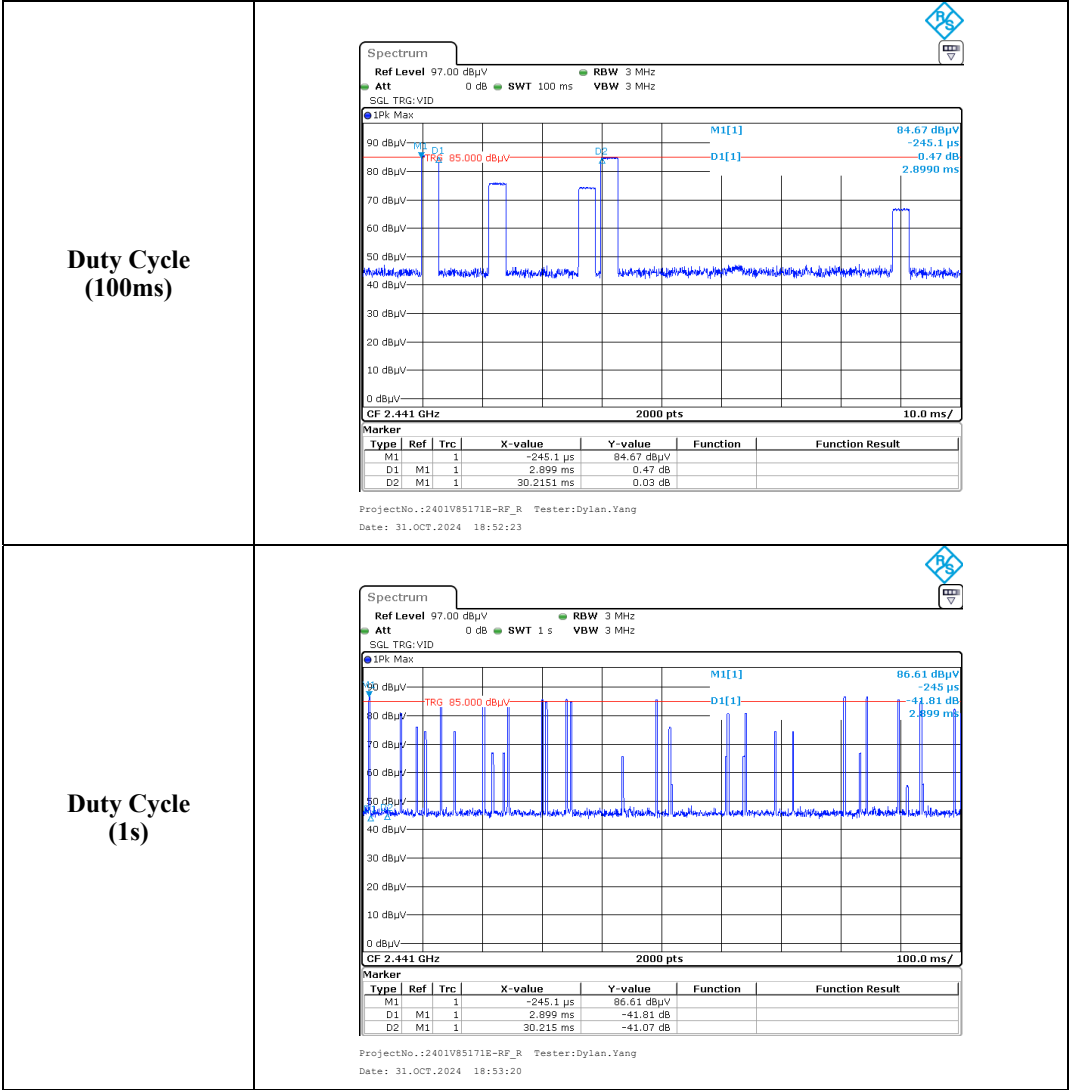 Duty Cycle
(100ms)
R/S
Spectrum
Ref Level 97.00 dBµV RBW 3 MHz
Att 0 dB SWT 100 ms VBW 3 MHz
SGL TRG:VID
1Pk Max
M1[1] 84.67 dBµV
-245.1 µs
D1[1] -0.47 dB
2.8990 ms
90 dBµV
M1 D1 D2
TRG 85.000 dBµV
80 dBµV
70 dBµV
60 dBµV
50 dBµV
40 dBµV
30 dBµV
20 dBµV
10 dBµV
0 dBµV
CF 2.441 GHz 2000 pts 10.0 ms/
Marker
Type Ref Trc X-value Y-value Function Function Result
M1 1 -245.1 µs 84.67 dBµV
D1 M1 1 2.899 ms 0.47 dB
D2 M1 1 30.2151 ms 0.03 dB
ProjectNo.:2401V85171E-RF_R Tester:Dylan.Yang
Date: 31.OCT.2024 18:52:23
Duty Cycle
(1s)
R/S
Spectrum
Ref Level 97.00 dBµV RBW 3 MHz
Att 0 dB SWT 1 s VBW 3 MHz
SGL TRG:VID
1Pk Max
M1[1] 86.61 dBµV
-245 µs
D1[1] -41.81 dB
2.899 ms
90 dBµV
TRG 85.000 dBµV
80 dBµV
70 dBµV
60 dBµV
50 dBµV
40 dBµV
30 dBµV
20 dBµV
10 dBµV
0 dBµV
CF 2.441 GHz 2000 pts 100.0 ms/
Marker
Type Ref Trc X-value Y-value Function Function Result
M1 1 -245.1 µs 86.61 dBµV
D1 M1 1 2.899 ms -41.81 dB
D2 M1 1 30.215 ms -41.07 dB
ProjectNo.:2401V85171E-RF_R Tester:Dylan.Yang
Date: 31.OCT.2024 18:53:20